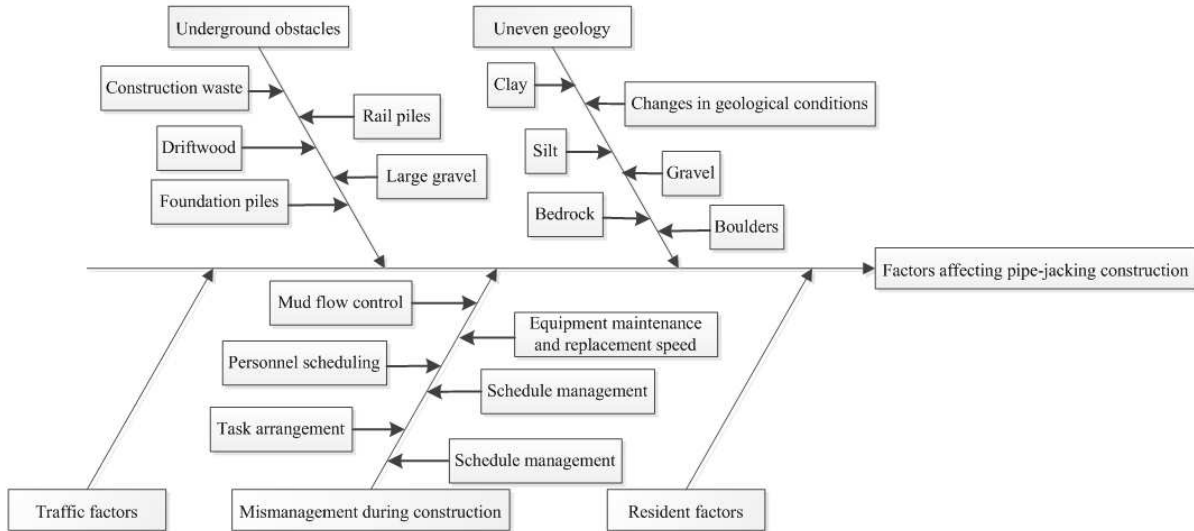 Underground obstacles
Uneven geology
Construction waste
Clay
Changes in geological conditions
Rail piles
Driftwood
Silt
Large gravel
Gravel
Foundation piles
Bedrock
Boulders
Factors affecting pipe-jacking construction
Mud flow control
Equipment maintenance
and replacement speed
Personnel scheduling
Schedule management
Task arrangement
Schedule management
Traffic factors
Mismanagement during construction
Resident factors